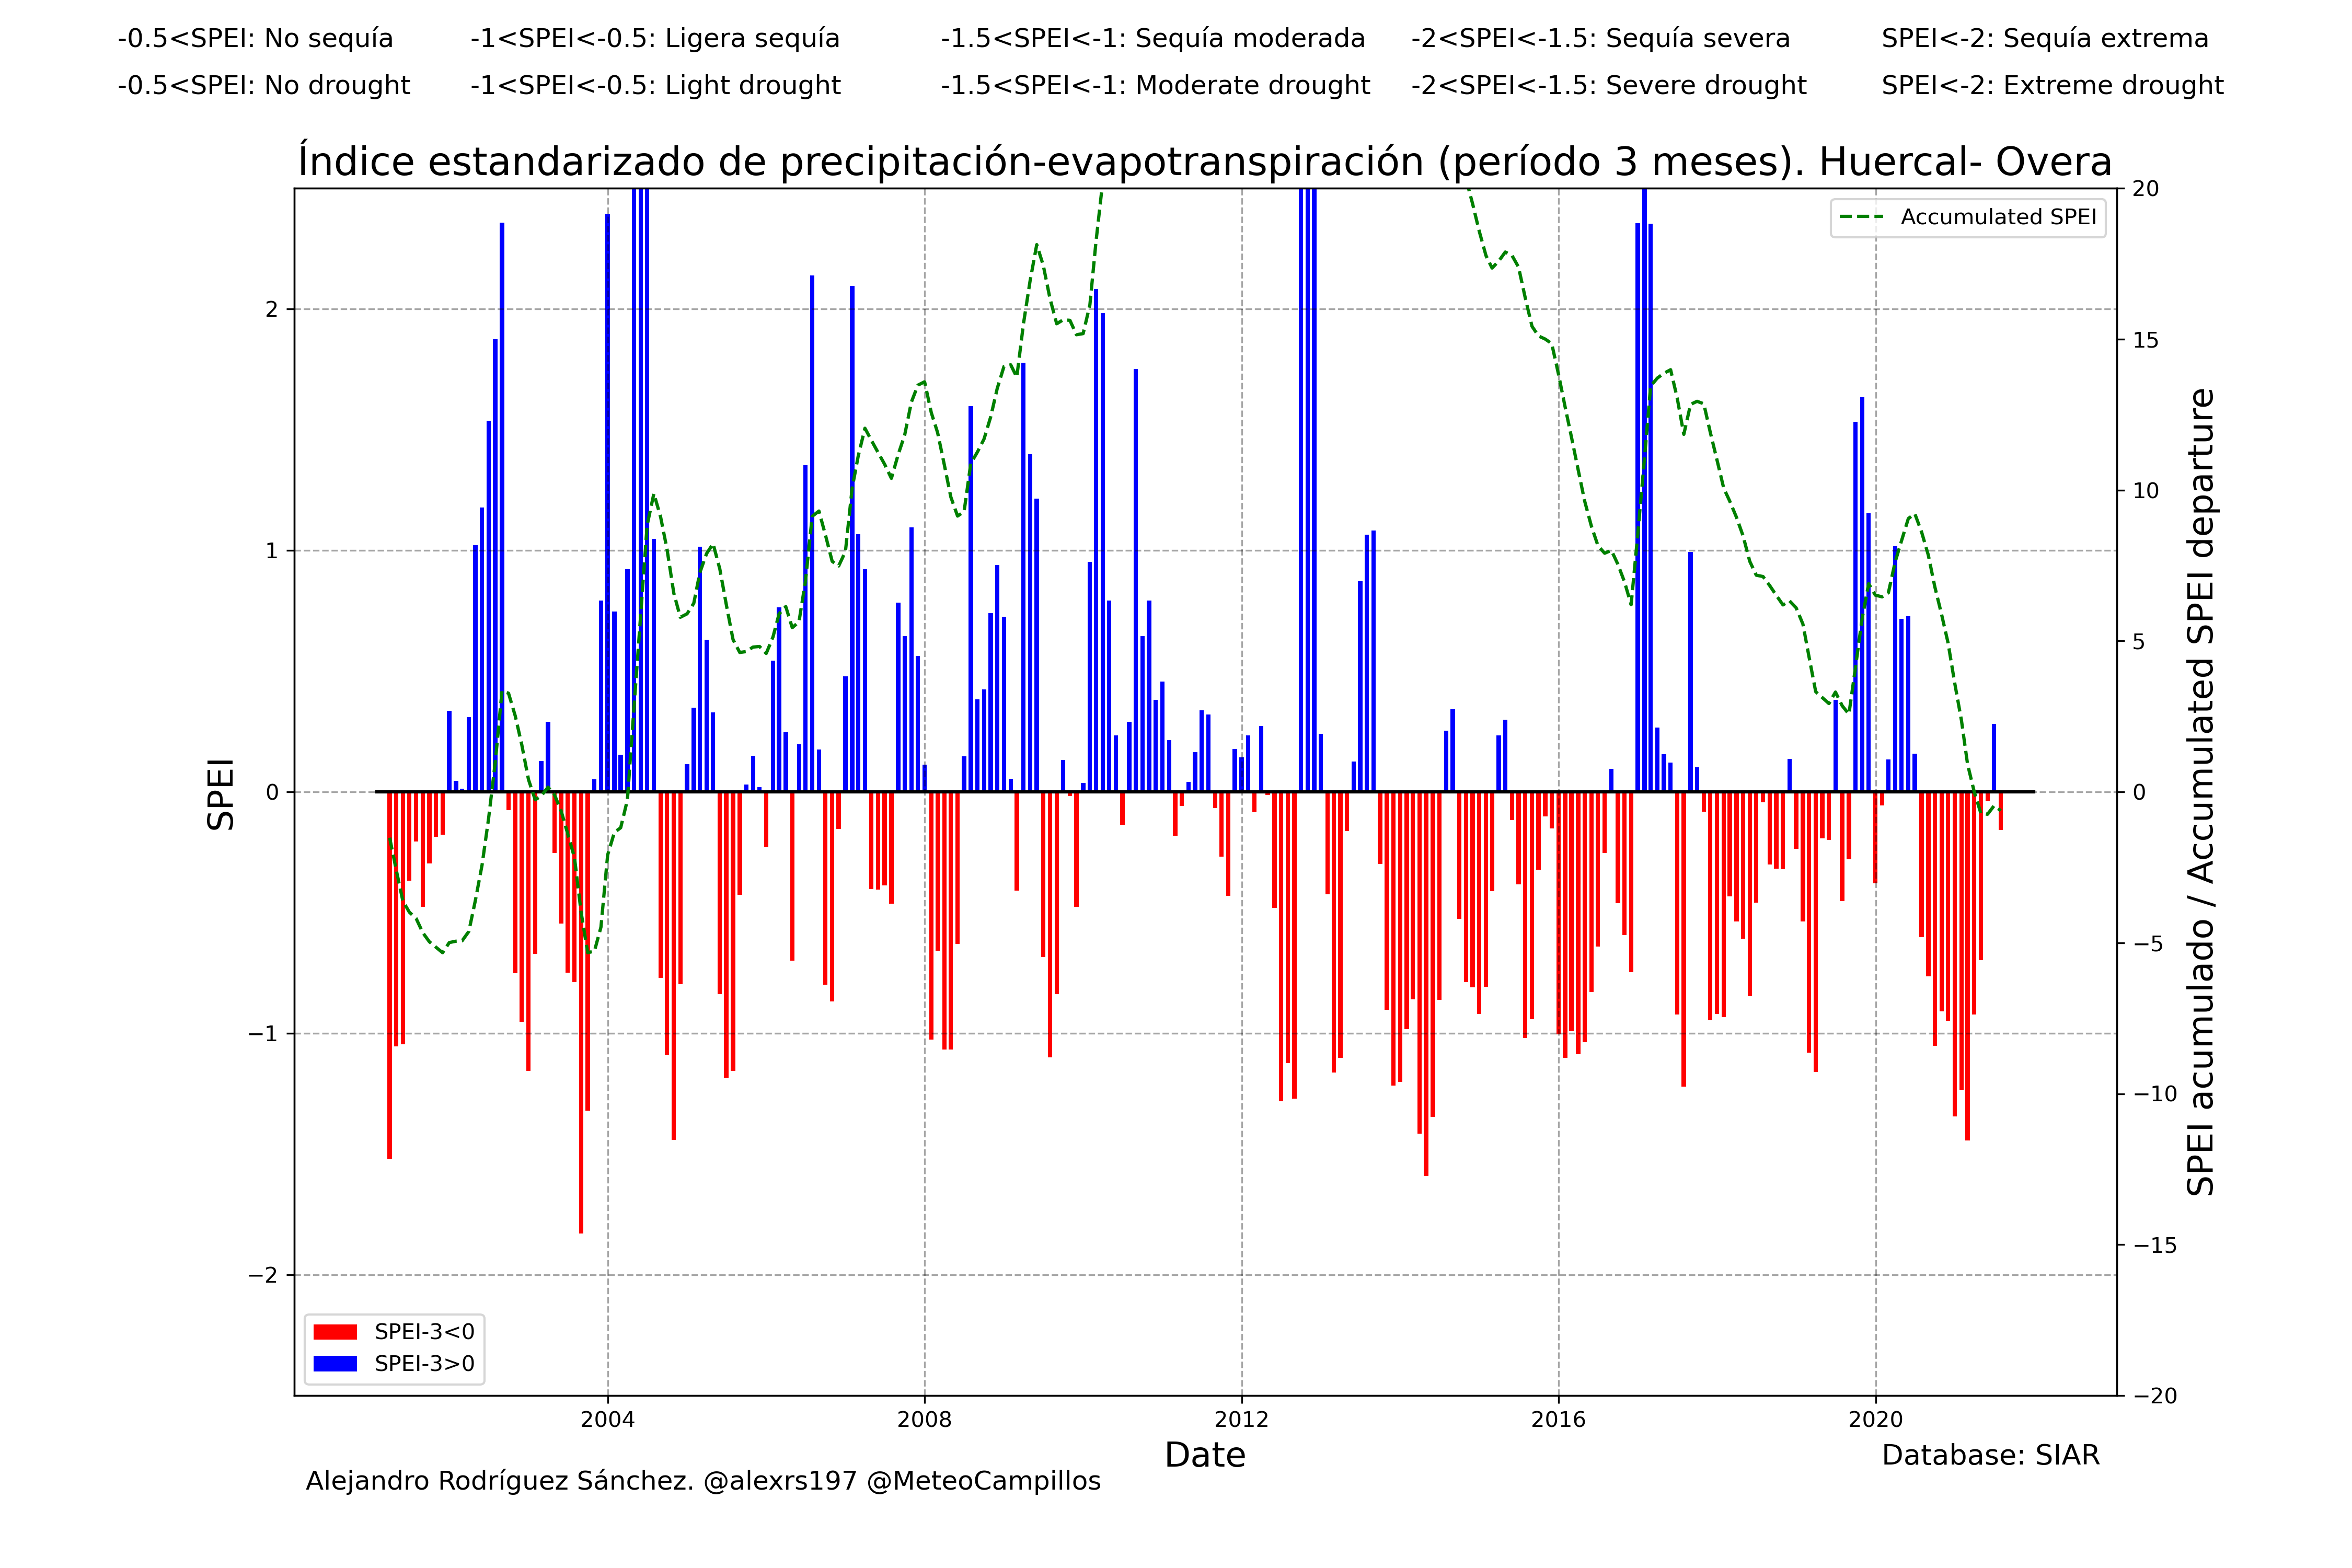 -0.5<SPEI: No sequía -1<SPEI<-0.5: Ligera sequía -1.5<SPEI<-1: Sequía moderada -2<SPEI<-1.5: Sequía severa SPEI<-2: Sequía extrema
-0.5<SPEI: No drought -1<SPEI<-0.5: Light drought -1.5<SPEI<-1: Moderate drought -2<SPEI<-1.5: Severe drought SPEI<-2: Extreme drought
Índice estandarizado de precipitación-evapotranspiración (período 3 meses). Huercal- Overa
Accumulated SPEI
SPEI
2
1
0
−1
−2
20
15
10
5
0
−5
−10
−15
−20
SPEI acumulado / Accumulated SPEI departure
SPEI-3<0
SPEI-3>0
2004 2008 2012 2016 2020
Date
Database: SIAR
Alejandro Rodríguez Sánchez. @alexrs197 @MeteoCampillos